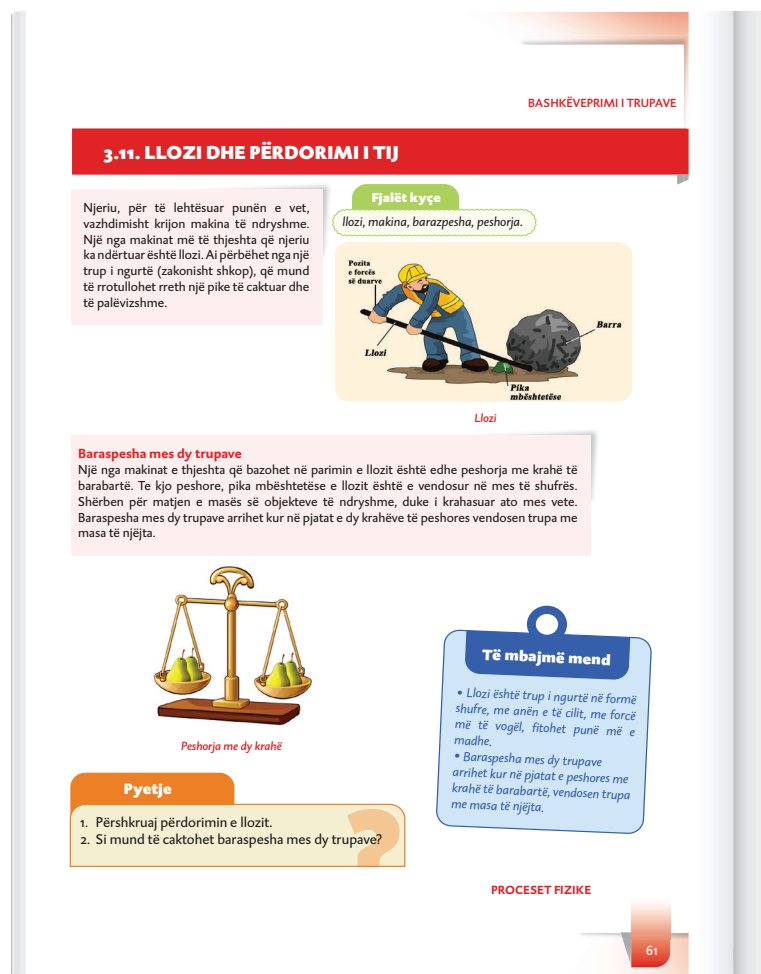 BASHKËVEPRIMI I TRUPAVE
3.11. LLOZI DHE PËRDORIMI I TIJ
Njeriu, për të lehtësuar punën e vet,
vazhdimisht krijon makina të ndryshme.
Një nga makinat më të thjeshta që njeriu
ka ndërtuar është llozi. Ai përbëhet nga një
trup i ngurtë (zakonisht shkop), që mund
të rrotullohet rreth një pike të caktuar dhe
të palëvizshme.
Fjalët kyçe
llozi, makina, barazpesha, peshorja.
Pozita
e forcës
së duarve
Barra
Llozi
Pika
mbështetëse
Llozi
Baraspesha mes dy trupave
Një nga makinat e thjeshta që bazohet në parimin e llozit është edhe peshorja me krahë të
barabartë. Te kjo peshore, pika mbështetëse e llozit është e vendosur në mes të shufrës.
Shërben për matjen e masës së objekteve të ndryshme, duke i krahasuar ato mes vete.
Baraspesha mes dy trupave arrihet kur në pjatat e dy krahëve të peshores vendosen trupa me
masa të njëjta.
Peshorja me dy krahë
Të mbajmë mend
• Llozi është trup i ngurtë në formë
shufre, me anën e të cilit, me forcë
më të vogël, fitohet punë më e
madhe.
• Baraspesha mes dy trupave
arrihet kur në pjatat e peshores me
krahë të barabartë, vendosen trupa
me masa të njëjta.
Pyetje
1. Përshkruaj përdorimin e llozit.
2. Si mund të caktohet baraspesha mes dy trupave?
?
PROCESET FIZIKE
61